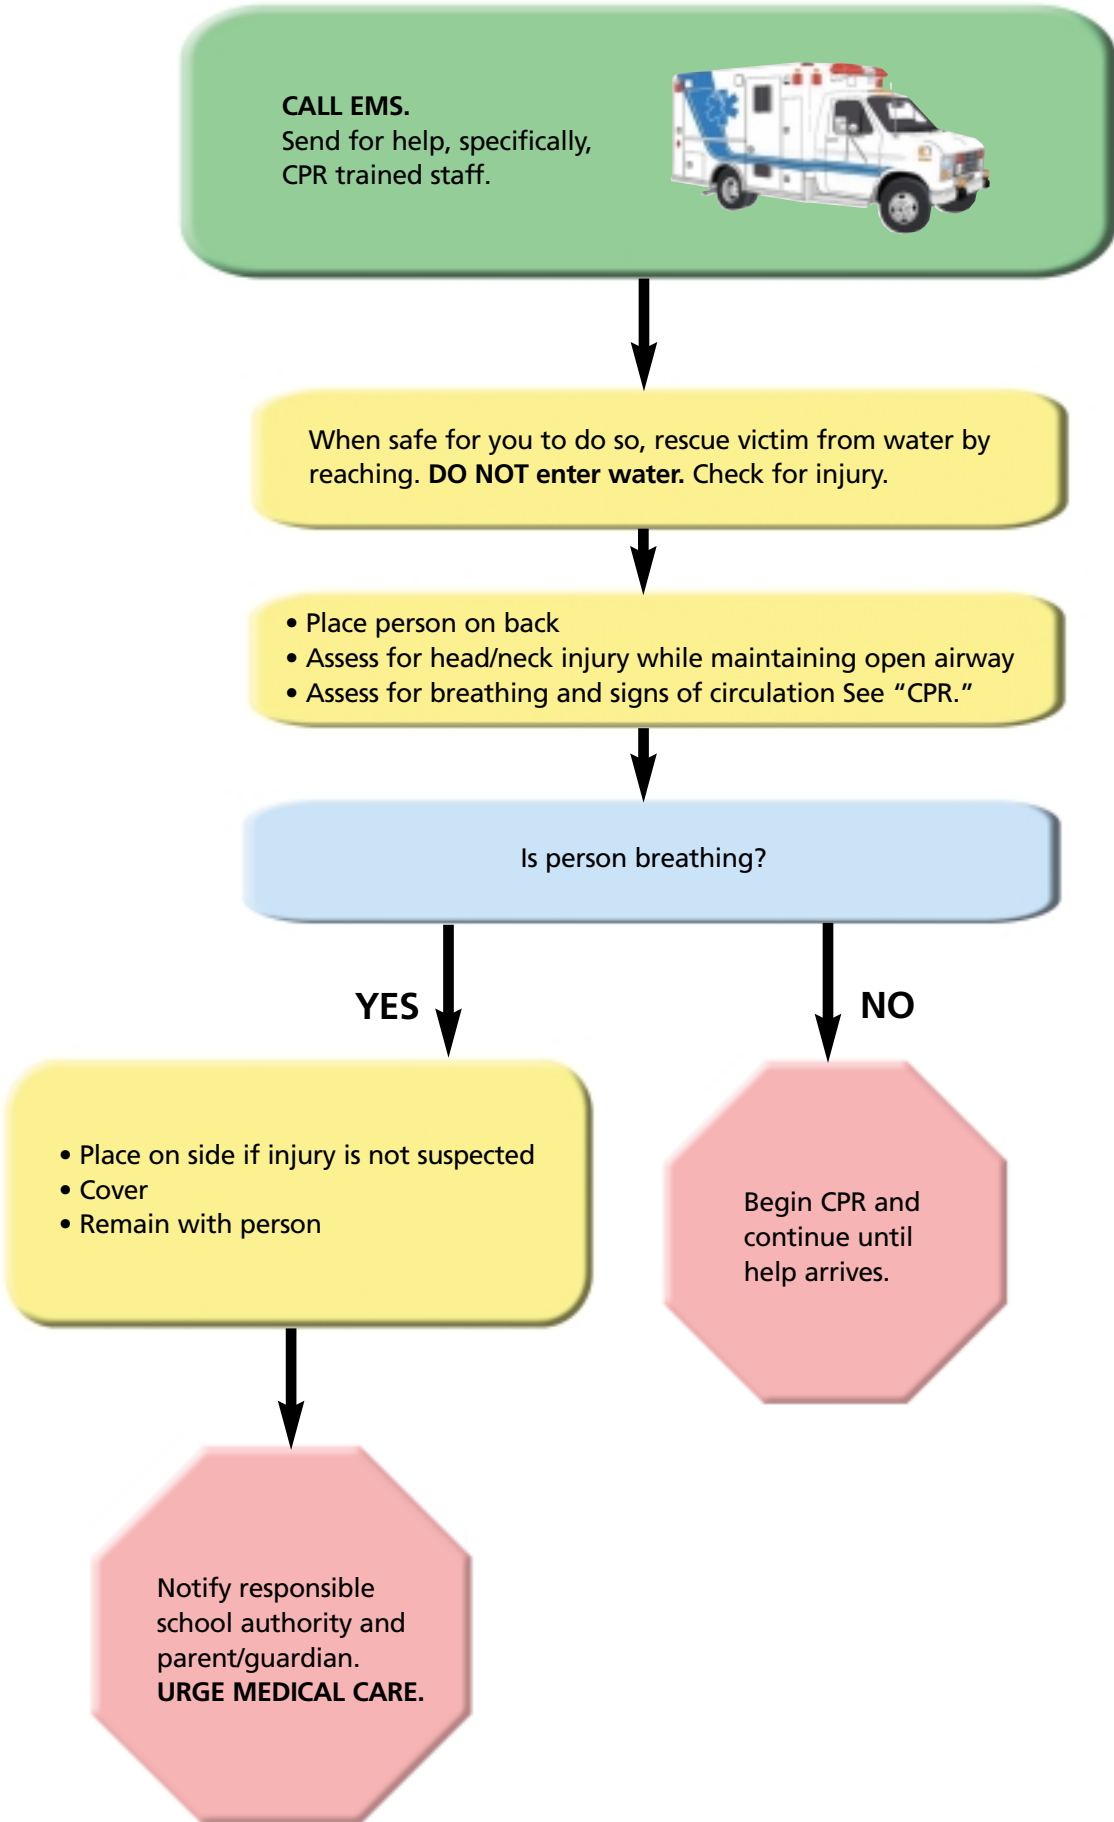 CALL EMS.
Send for help, specifically,
CPR trained staff.
When safe for you to do so, rescue victim from water by
reaching. DO NOT enter water. Check for injury.
• Place person on back
• Assess for head/neck injury while maintaining open airway
• Assess for breathing and signs of circulation See “CPR.”
Is person breathing?
YES
NO
• Place on side if injury is not suspected
• Cover
• Remain with person
Begin CPR and
continue until
help arrives.
Notify responsible
school authority and
parent/guardian.
URGE MEDICAL CARE.